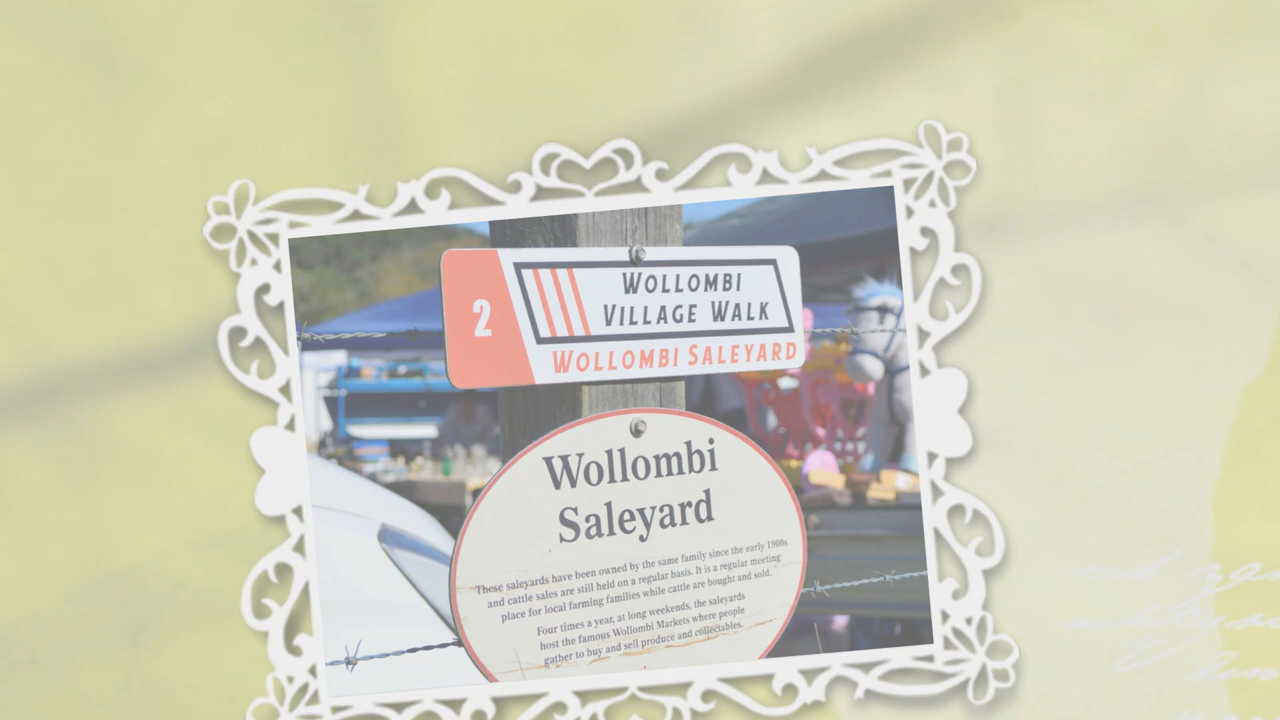 2
WOLLOMBI
VILLAGE WALK
WOLLOMBI SALEYARD
Wollombi
Saleyard
These saleyards have been owned by the same family since the early 1900s
and cattle sales are still held on a regular basis. It is a regular meeting
place for local farming families while cattle are bought and sold.
Four times a year, at long weekends, the saleyards
host the famous Wollombi Markets where people
gather to buy and sell produce and collectables.